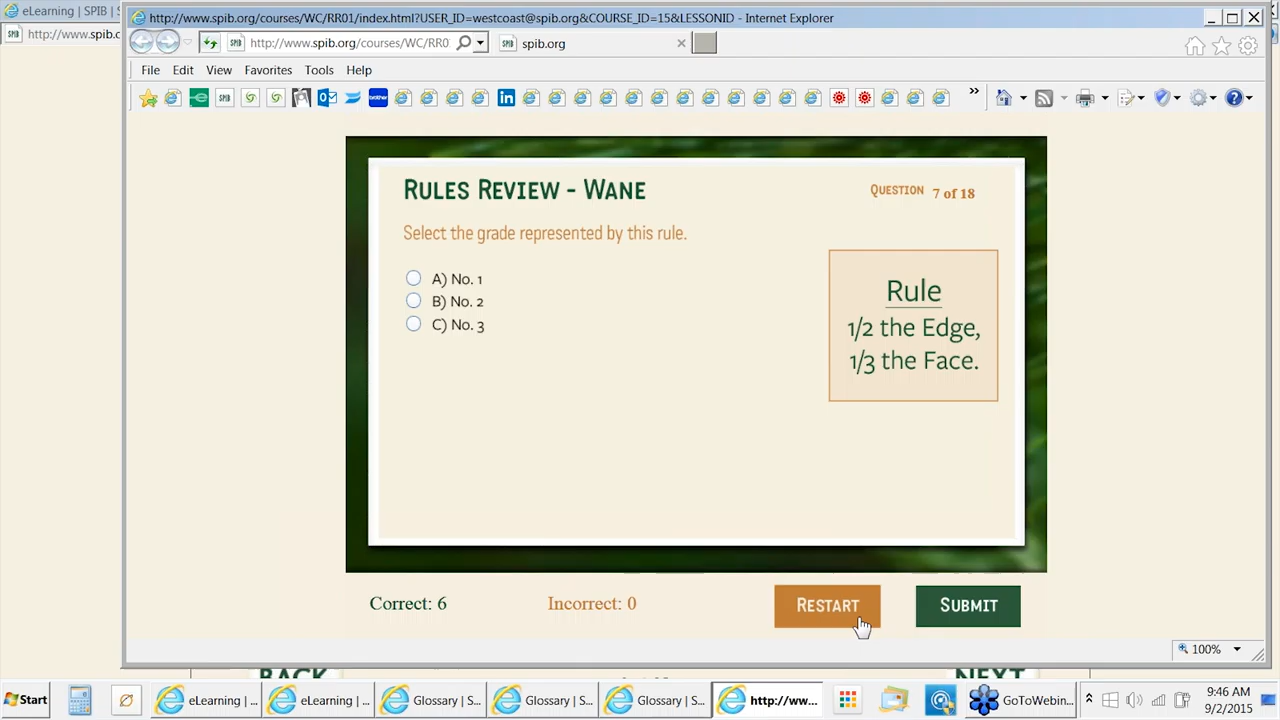 eLearning | SPIB | S
http://www.spib.o
http://www.spib.org/courses/WC/RR01/index.html?USER_ID=westcoast@spib.org&COURSE_ID=15&LESSONID - Internet Explorer
http://www.spib.org/courses/WC/RR0
spib.org
File Edit View Favorites Tools Help
RULES REVIEW - WANE
QUESTION 7 of 18
Select the grade represented by this rule.
A) No. 1
B) No. 2
C) No. 3
Rule
1/2 the Edge,
1/3 the Face.
Correct: 6
Incorrect: 0
RESTART
SUBMIT
100%
BACK
NEXT
Start
eLearning | ...
eLearning | ...
Glossary | S...
Glossary | S...
Glossary | S...
http://ww...
GoToWebin...
9:46 AM
9/2/2015